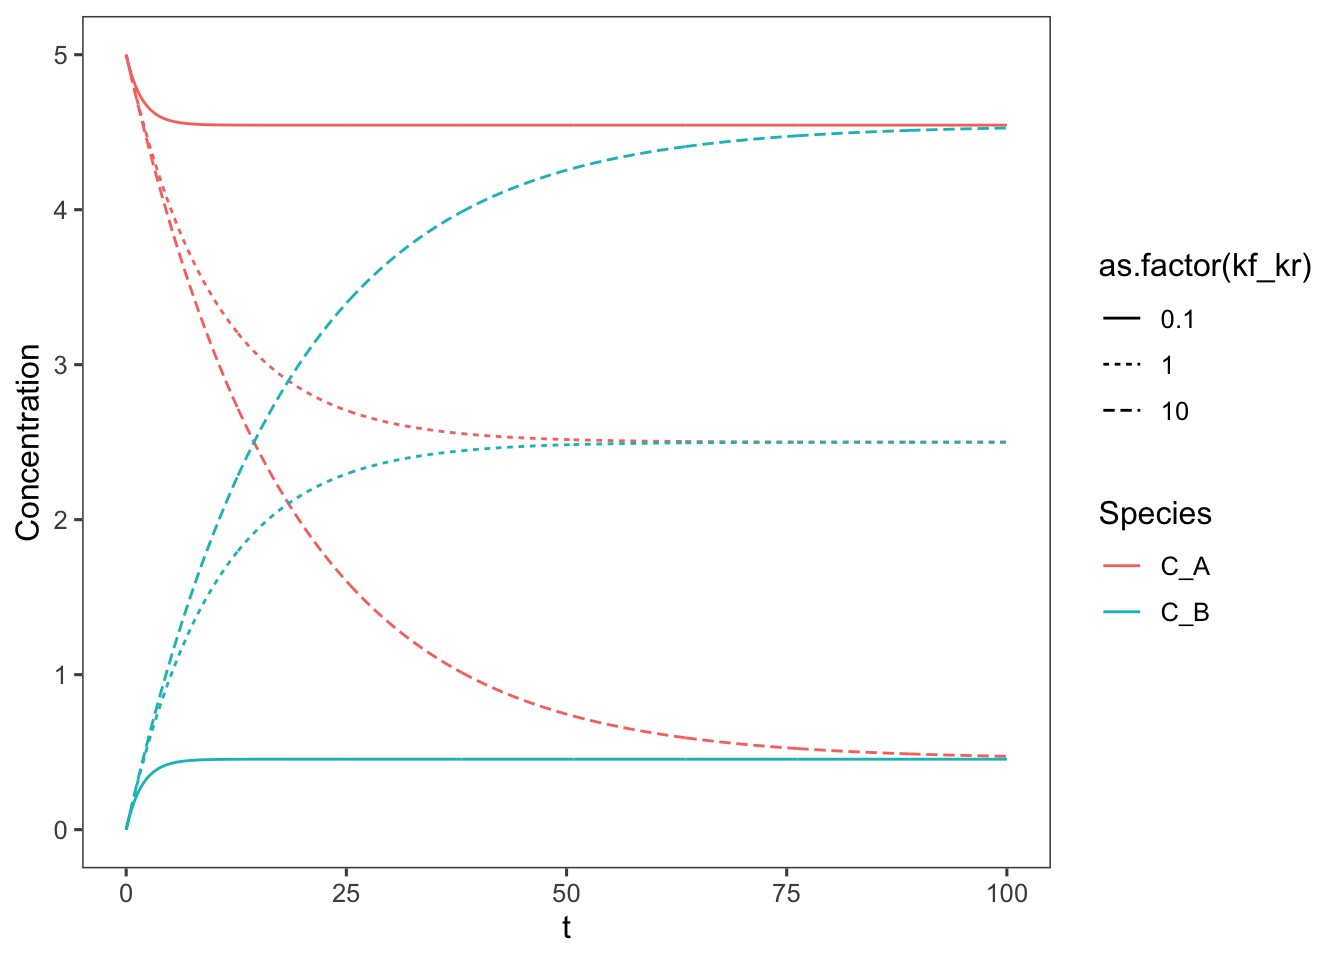 5
4
3
2
1
0
Concentration
0
25
50
75
100
t
as.factor(kf_kr)
0.1
1
10
Species
C_A
C_B